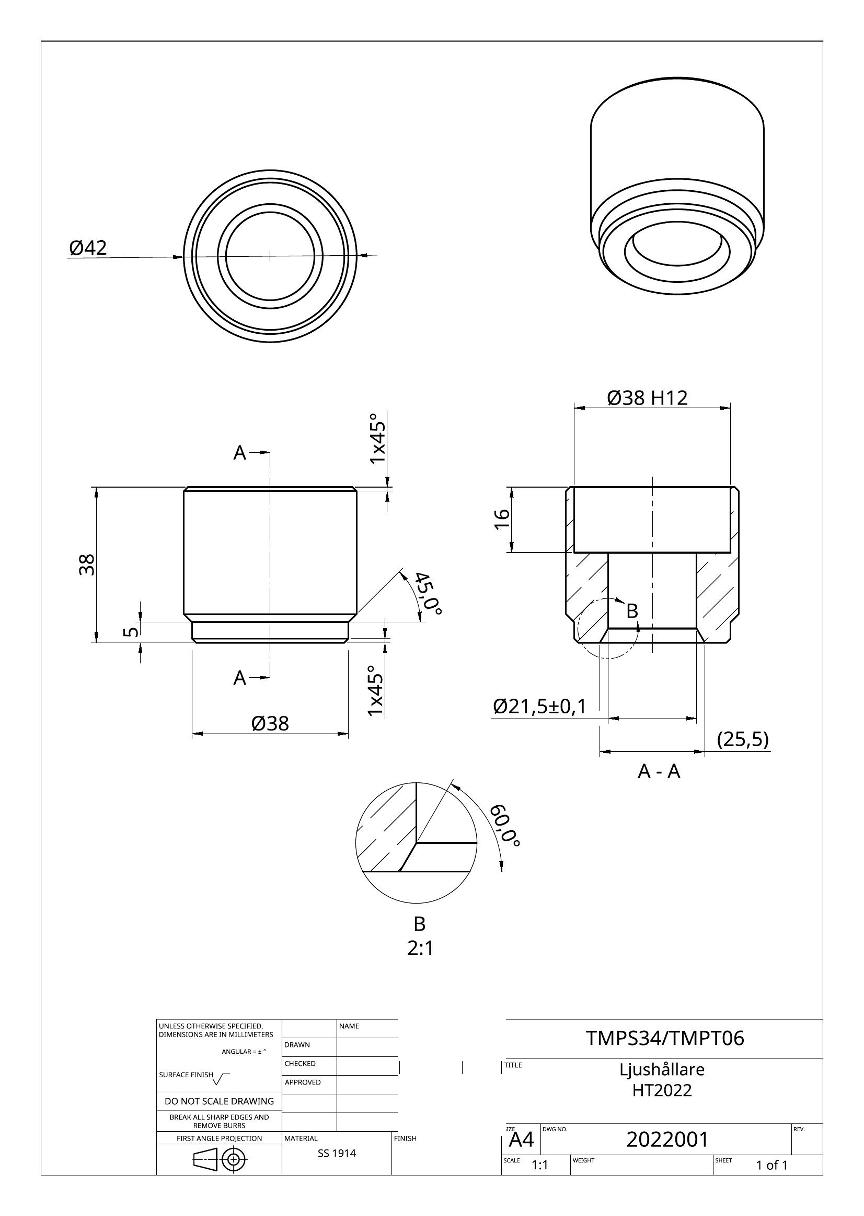 Ø42
Ø38 H12
A
1x45°
16
38
45,0°
B
5
A
1x45°
Ø38
Ø21,5±0,1
(25,5)
A - A
60,0°
B
2:1
UNLESS OTHERWISE SPECIFIED,
DIMENSIONS ARE IN MILLIMETERS
ANGULAR = ± °
SURFACE FINISH
DO NOT SCALE DRAWING
BREAK ALL SHARP EDGES AND
REMOVE BURRS
FIRST ANGLE PROJECTION
NAME
DRAWN
CHECKED
APPROVED
MATERIAL
SS 1914
FINISH
TMPS34/TMPT06
TITLE
Ljushållare
HT2022
A4
DWG NO.
2022001
REV.
SCALE
1:1
WEIGHT
SHEET
1 of 1